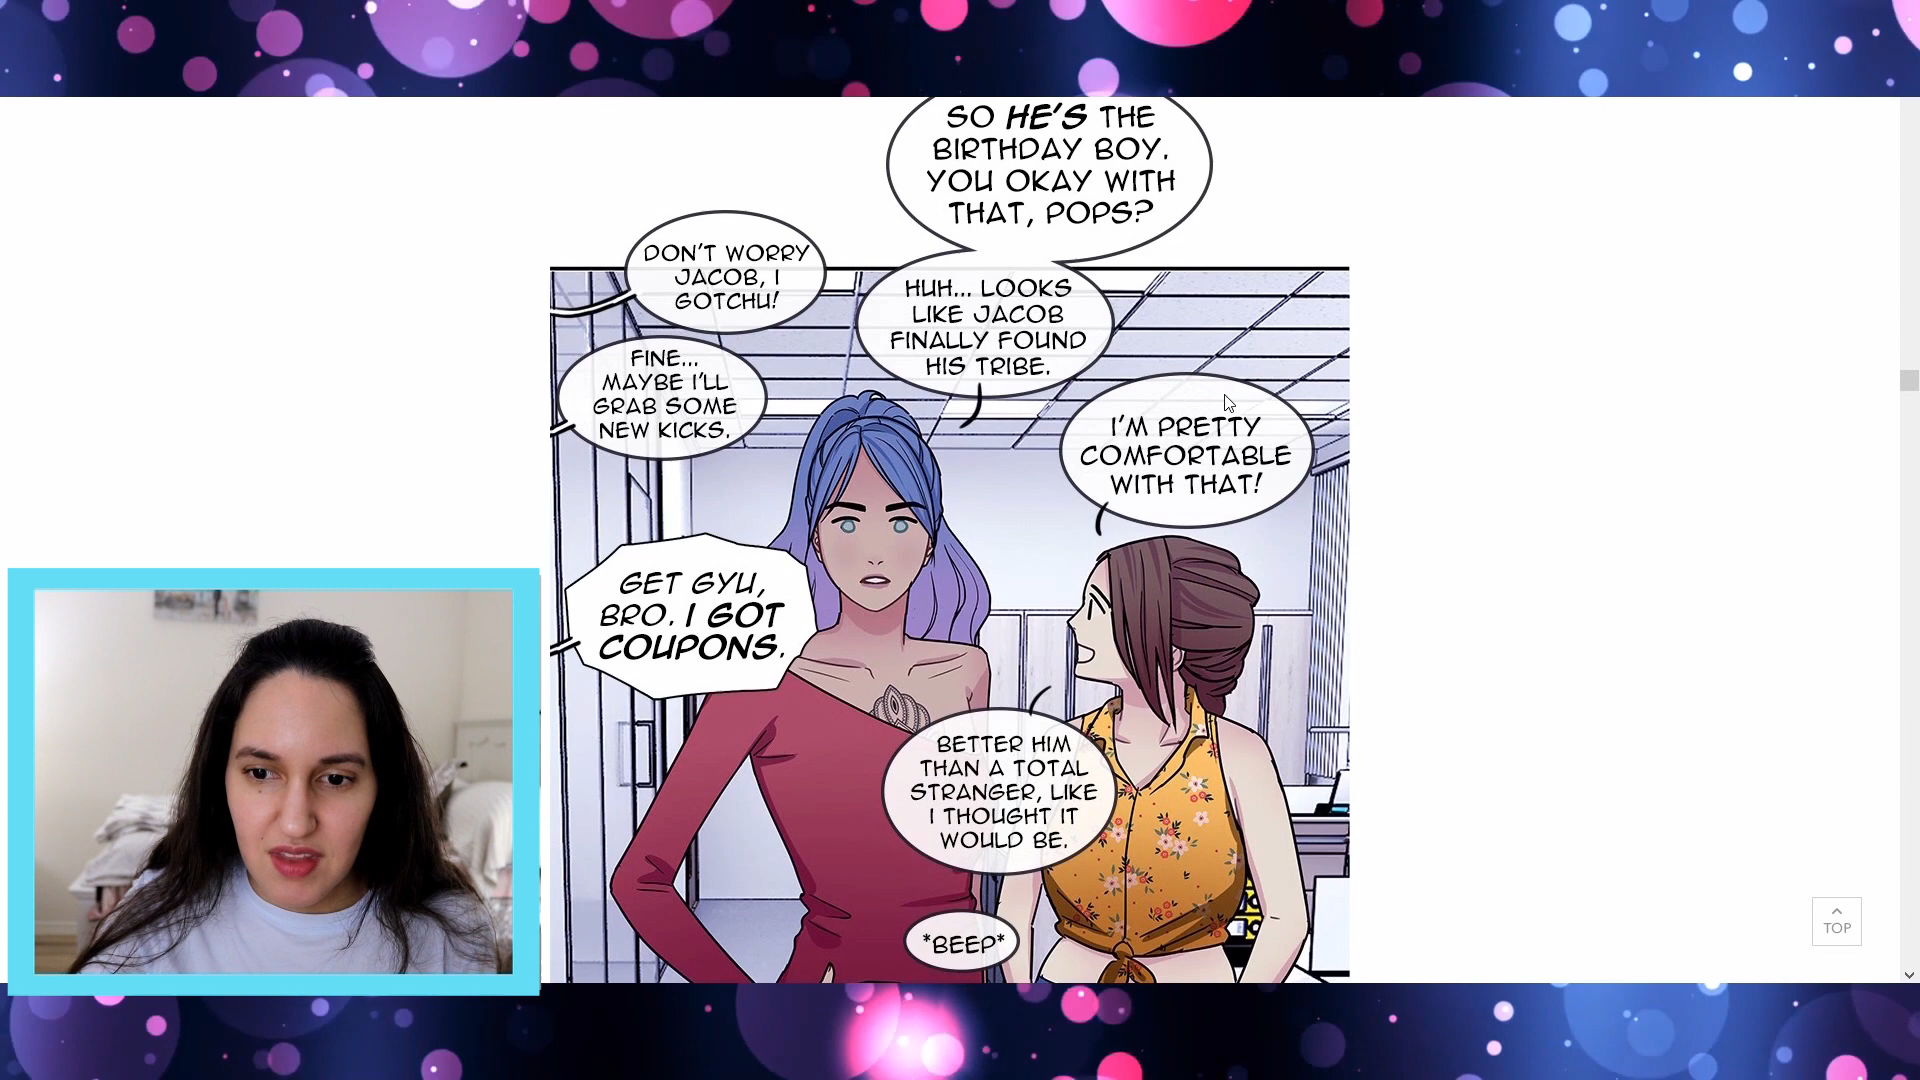 SO HE'S THE
BIRTHDAY BOY.
YOU OKAY WITH
THAT, POPS?
DON'T WORRY
JACOB, I
GOTCHU!
HUH... LOOKS
LIKE JACOB
FINALLY FOUND
HIS TRIBE.
FINE...
MAYBE I'LL
GRAB SOME
NEW KICKS.
I'M PRETTY
COMFORTABLE
WITH THAT!
GET GYU,
BRO. I GOT
COUPONS.
BETTER HIM
THAN A TOTAL
STRANGER, LIKE
I THOUGHT IT
WOULD BE.
*BEEP*
TOP